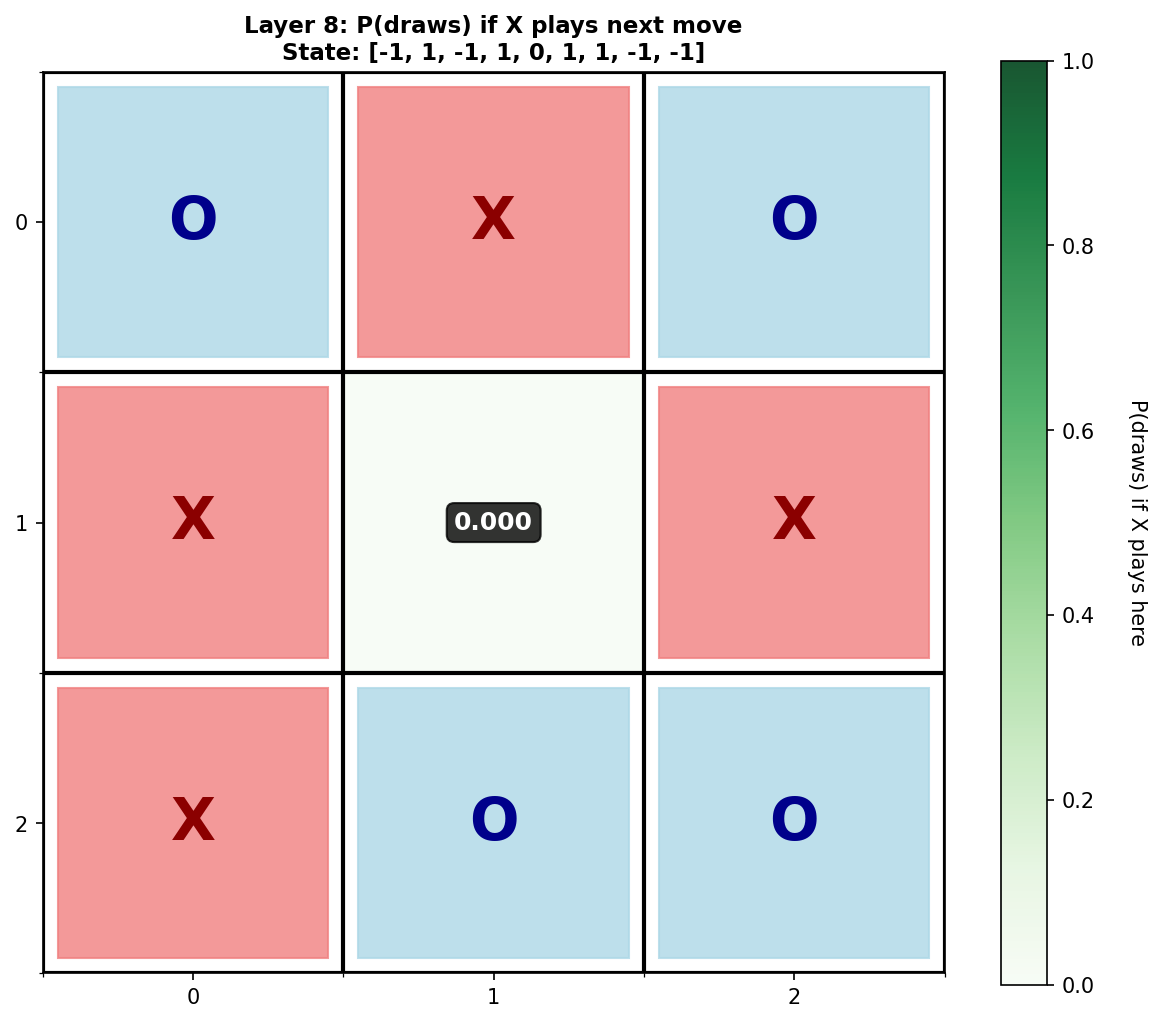 Layer 8: P(draws) if X plays next move
State: [-1, 1, -1, 1, 0, 1, 1, -1, -1]
O X O
X 0.000 X
X O O
0
1
2
0 1 2
1.0
0.8
0.6
0.4
0.2
0.0
P(draws) if X plays here